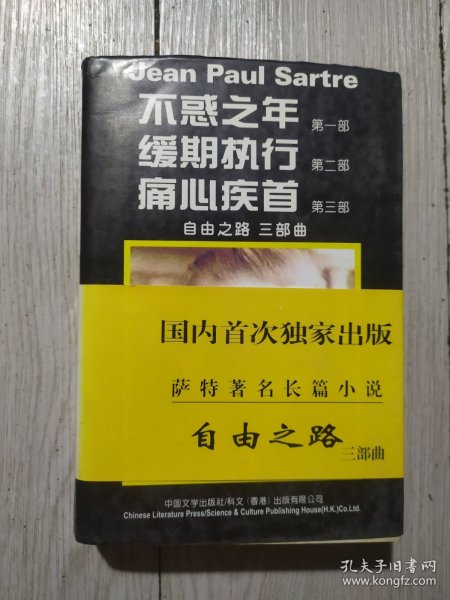 Jean Paul Sartre
不惑之年 第一部
缓期执行 第二部
痛心疾首 第三部
自由之路 三部曲
国内首次独家出版
萨特著名长篇小说
自由之路
三部曲
中国文学出版社/科文(香港)出版有限公司
Chinese Literature Press/Science & Culture Publishing House(H.K.)Co.Ltd.
孔夫子旧书网
www.kongfz.com